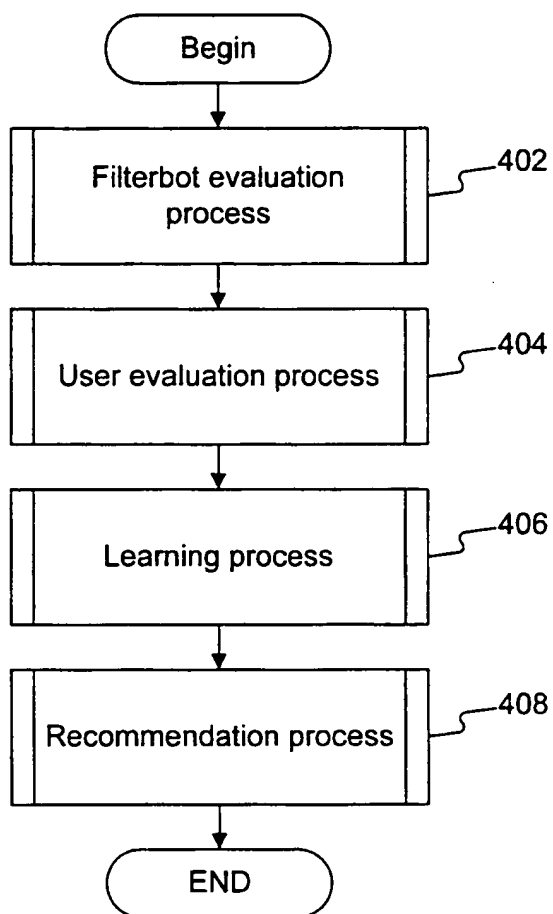 Begin
Filterbot evaluation
process
402
User evaluation process
404
Learning process
406
Recommendation process
408
END